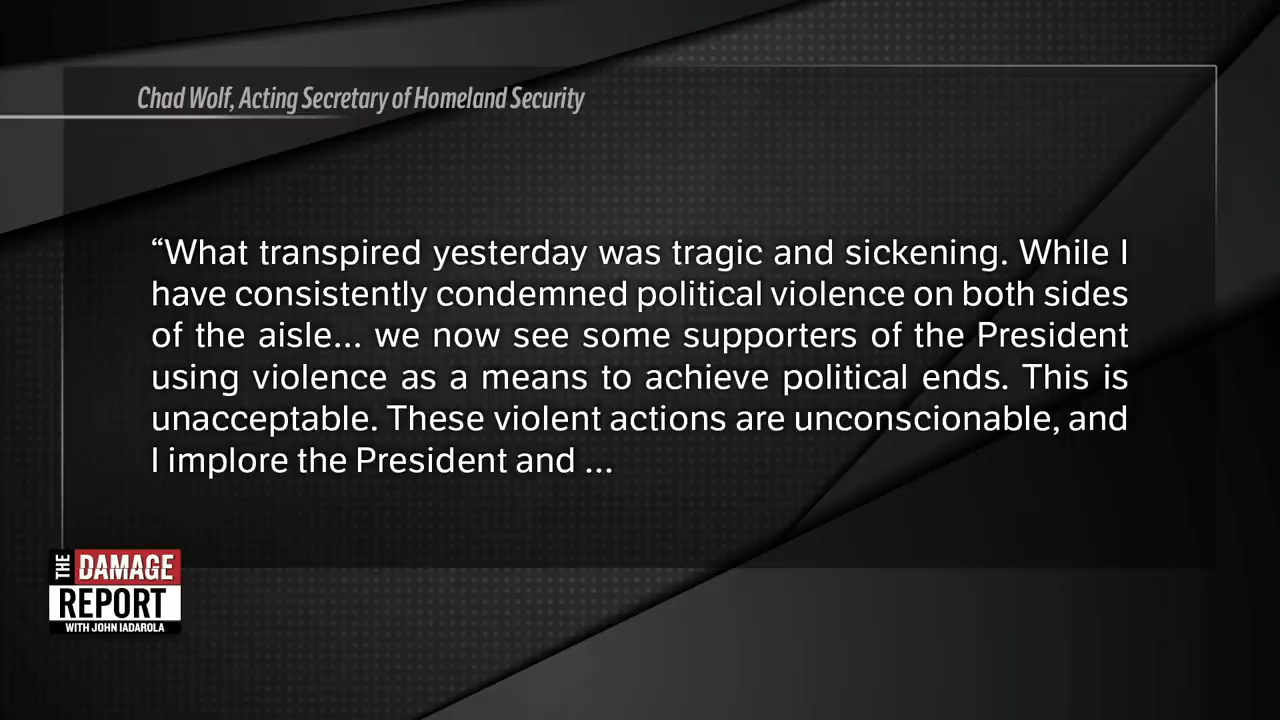 Chad Wolf, Acting Secretary of Homeland Security
“What transpired yesterday was tragic and sickening. While I
have consistently condemned political violence on both sides
of the aisle... we now see some supporters of the President
using violence as a means to achieve political ends. This is
unacceptable. These violent actions are unconscionable, and
I implore the President and ...
THE DAMAGE
REPORT
WITH JOHN IADAROLA